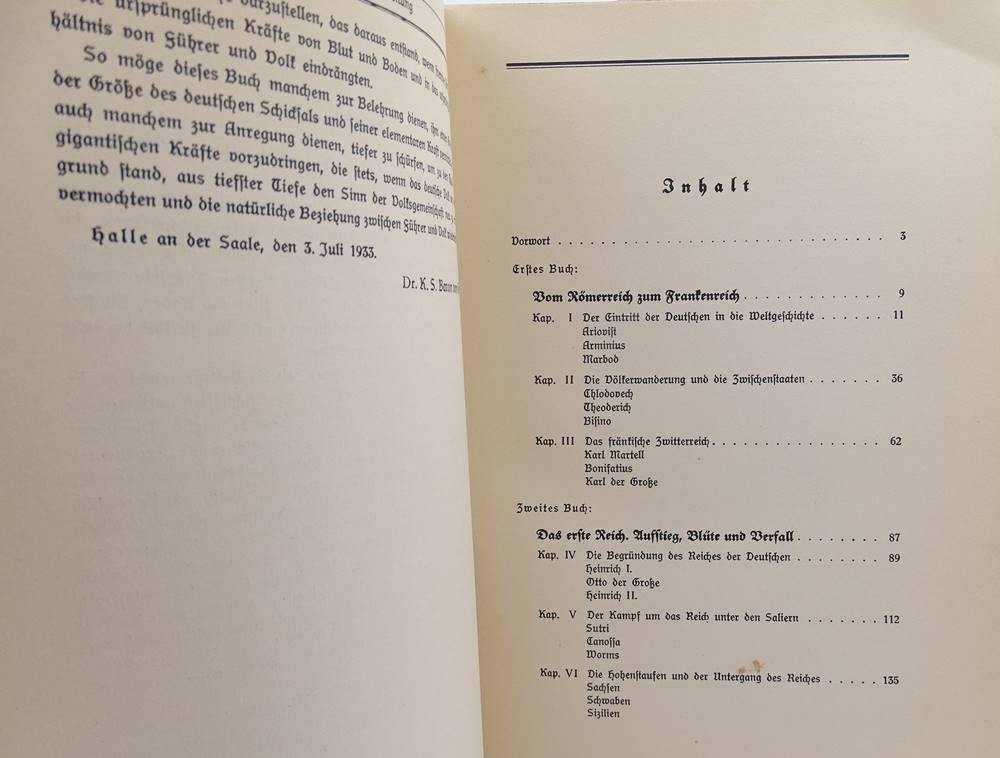 darzustellen, das daraus entstand, wenn
ursprünglichen Kräfte von Blut und Boden und in das
hältnis von Führer und Volk eindrängten.
So möge dieses Buch manchem zur Belehrung dienen, ihm eine
der Größe des deutschen Schicksals und seiner elementaren Kraft
auch manchem zur Anregung dienen, tiefer zu schürfen, um zu den
gigantischen Kräfte vorzudringen, die stets, wenn das deutsche Volk
grund stand, aus tiefster Tiefe den Sinn der Volksgemeinschaft
vermochten und die natürliche Beziehung zwischen Führer und Volk
Halle an der Saale, den 3. Juli 1933.
Dr. K. S.
Inhalt
Vorwort . . . . . . . . . . . . . . . . . . . . . . . . . . 3
Erstes Buch:
Vom Römerreich zum Frankenreich . . . . . . . . . . . . . 9
Kap. I Der Eintritt der Deutschen in die Weltgeschichte . . . . . . 11
Ariovist
Arminius
Marbod
Kap. II Die Völkerwanderung und die Zwischenstaaten . . . . . . . 36
Chlodovech
Theoderich
Bisino
Kap. III Das fränkische Zwitterreich . . . . . . . . . . . . . . 62
Karl Martell
Bonifatius
Karl der Große
Zweites Buch:
Das erste Reich. Aufstieg, Blüte und Verfall . . . . . . . . 87
Kap. IV Die Begründung des Reiches der Deutschen . . . . . . . . 89
Heinrich I.
Otto der Große
Heinrich II.
Kap. V Der Kampf um das Reich unter den Saliern . . . . . . . 112
Sutri
Canossa
Worms
Kap. VI Die Hohenstaufen und der Untergang des Reiches . . . . . 135
Sachsen
Schwaben
Sizilien